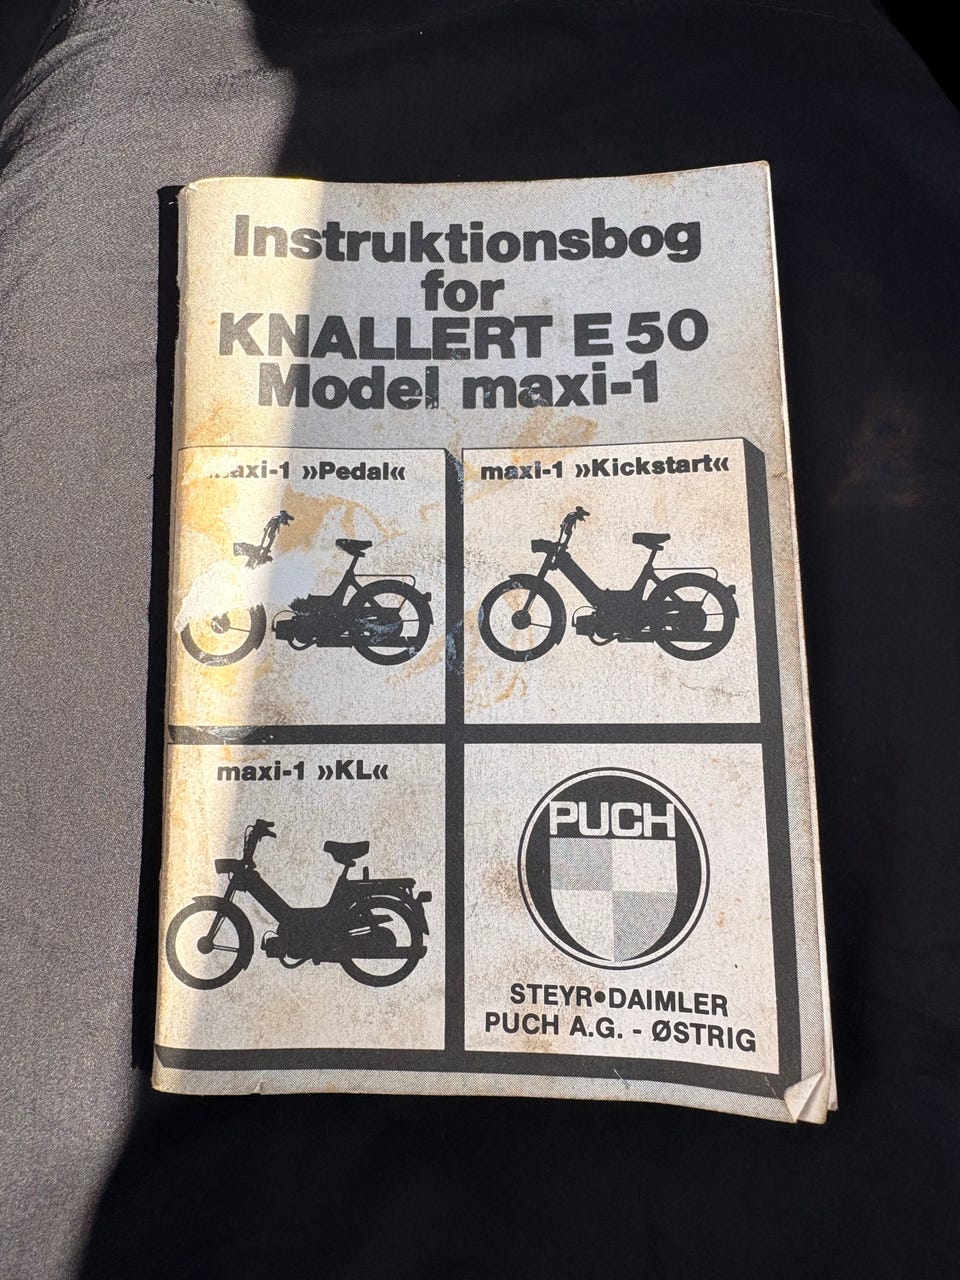 Instruktionsbog
for
KNALLERT E 50
Model maxi-1
maxi-1 »Pedal«
maxi-1 »Kickstart«
maxi-1 »KL«
PUCH
STEYR•DAIMLER
PUCH A.G. - ØSTRIG